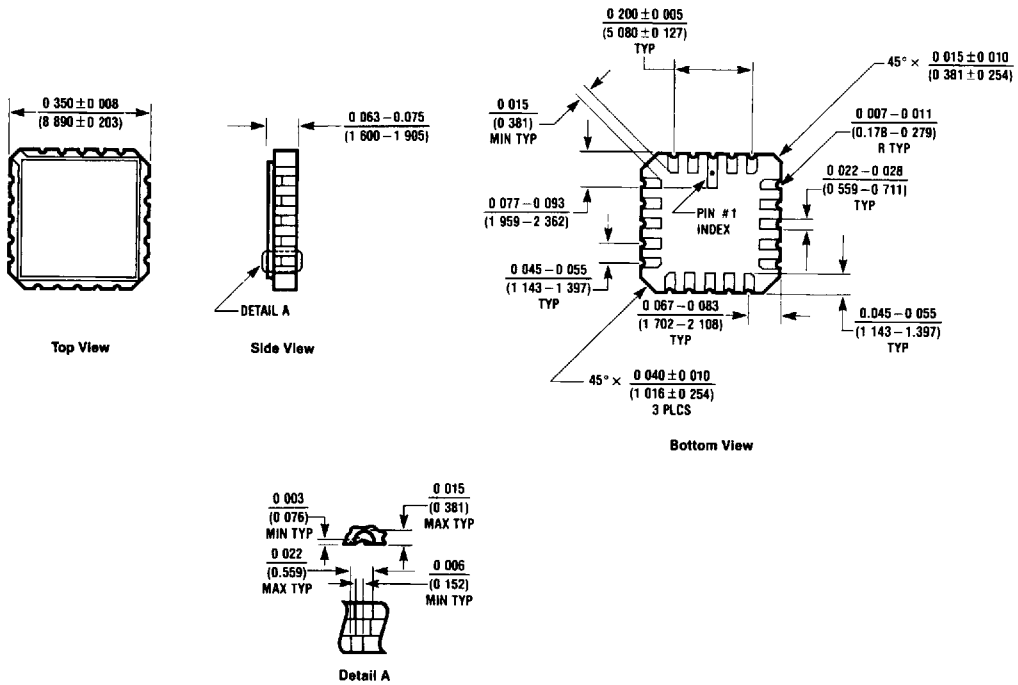 0 350 ± 0 008
(8 890 ± 0 203)
Top View
0 063 – 0.075
(1 600 – 1 905)
DETAIL A
Side View
0 200 ± 0 005
(5 080 ± 0 127)
TYP
0 015
(0 381)
MIN TYP
45° × 0 015 ± 0 010
(0 381 ± 0 254)
0 007 – 0 011
(0.178 – 0 279)
R TYP
0 022 – 0 028
(0 559 – 0 711)
TYP
0 077 – 0 093
(1 959 – 2 362)
PIN #1
INDEX
0 045 – 0 055
(1 143 – 1 397)
TYP
0 067 – 0 083
(1 702 – 2 108)
TYP
0.045 – 0 055
(1 143 – 1.397)
TYP
45° × 0 040 ± 0 010
(1 016 ± 0 254)
3 PLCS
Bottom View
0 003
(0 076)
MIN TYP
0 015
(0 381)
MAX TYP
0 022
(0.559)
MAX TYP
0 006
(0 152)
MIN TYP
Detail A